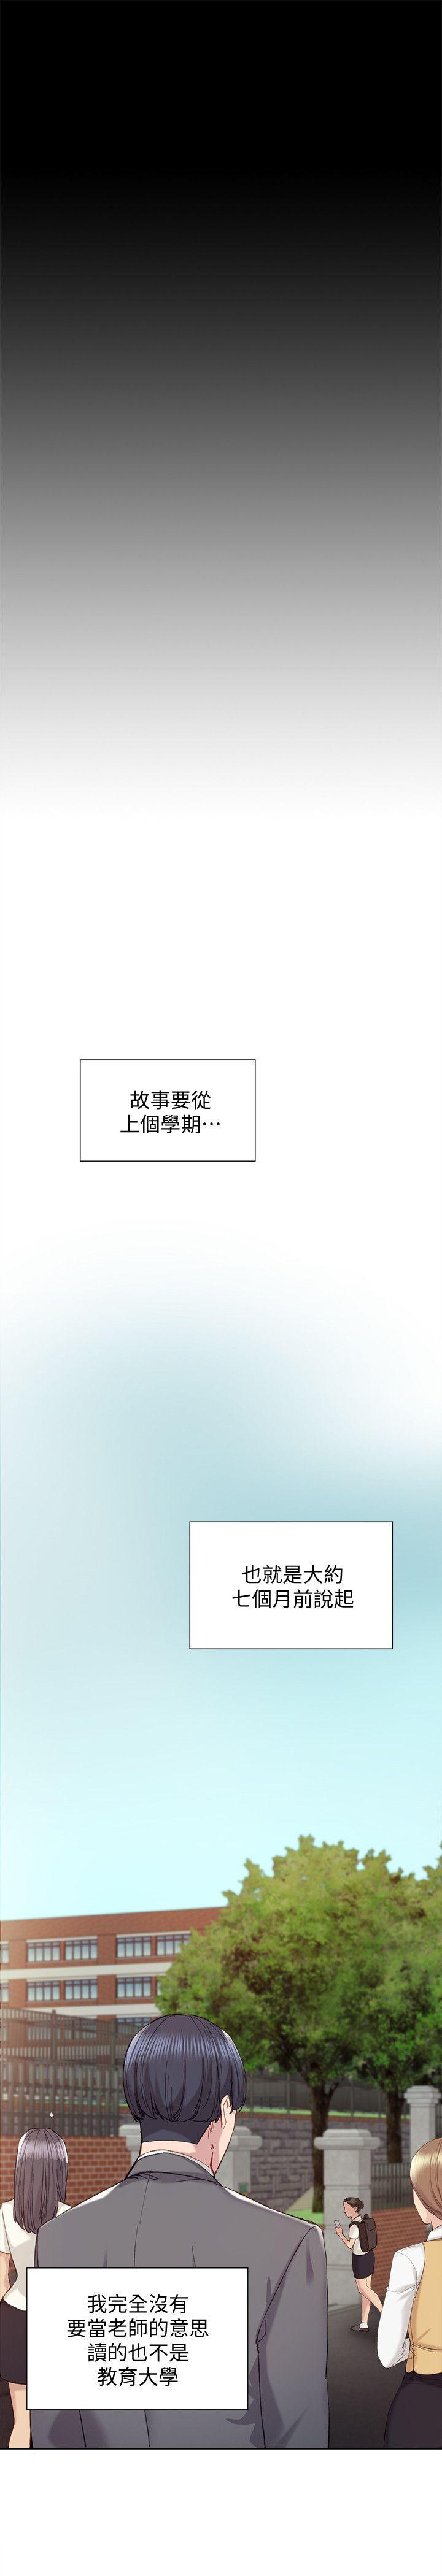 故事要從
上個學期…
也就是大約
七個月前說起
我完全沒有
要當老師的意思
讀的也不是
教育大學